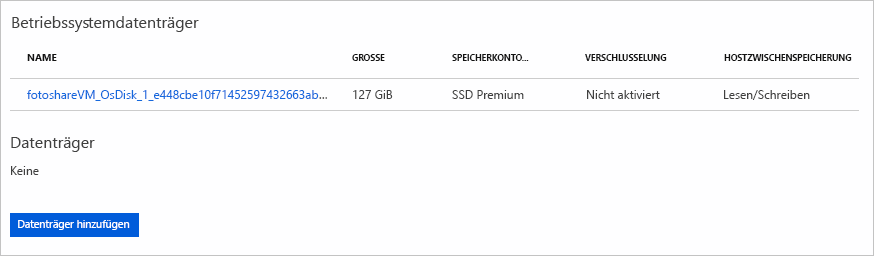 Betriebssystemdatenträger
NAME GROSSE SPEICHERKONTO... VERSCHLUSSELUNG HOSTZWISCHENSPEICHERUNG
fotoshareVM_OsDisk_1_e448cbe10f71452597432663ab... 127 GiB SSD Premium Nicht aktiviert Lesen/Schreiben
Datenträger
Keine
Datenträger hinzufügen